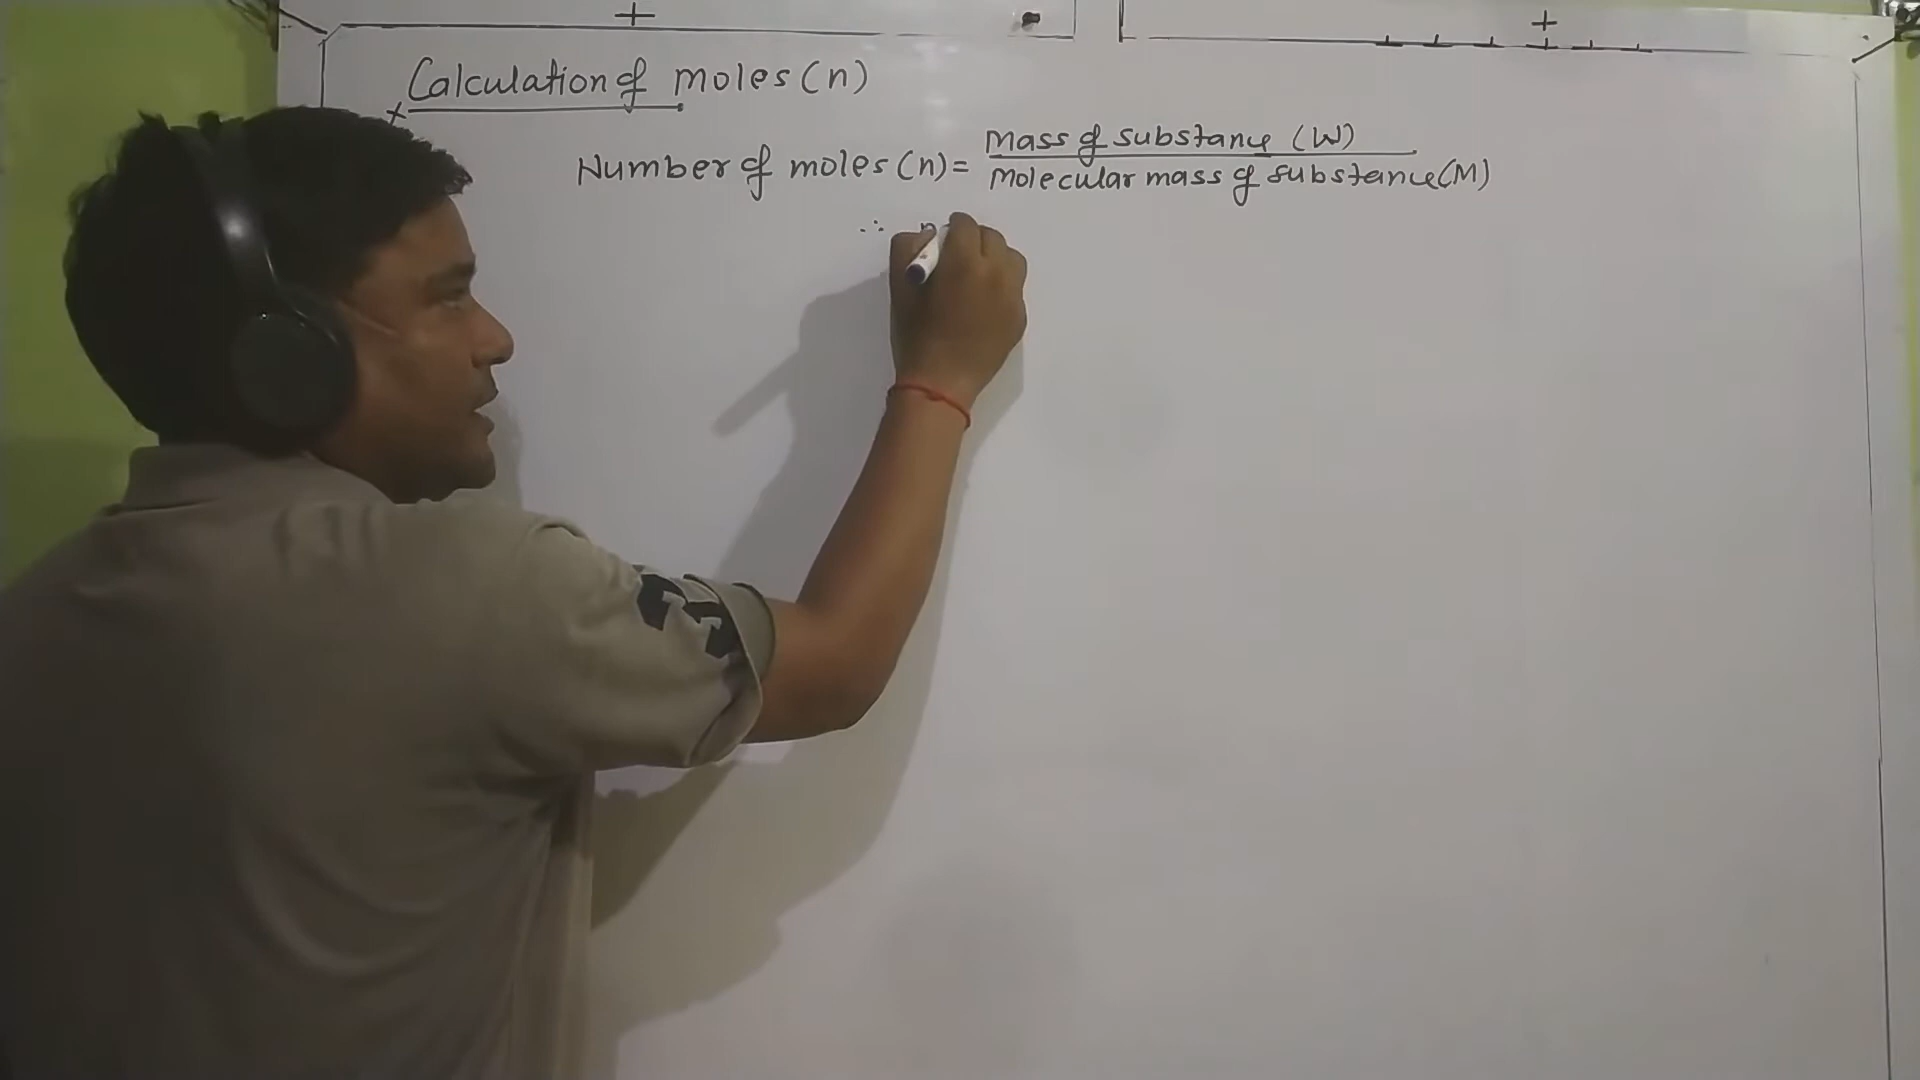 Calculation of moles (n)
Number of moles (n) = Mass of substance (W)
Molecular mass of substance (M)
∴ n